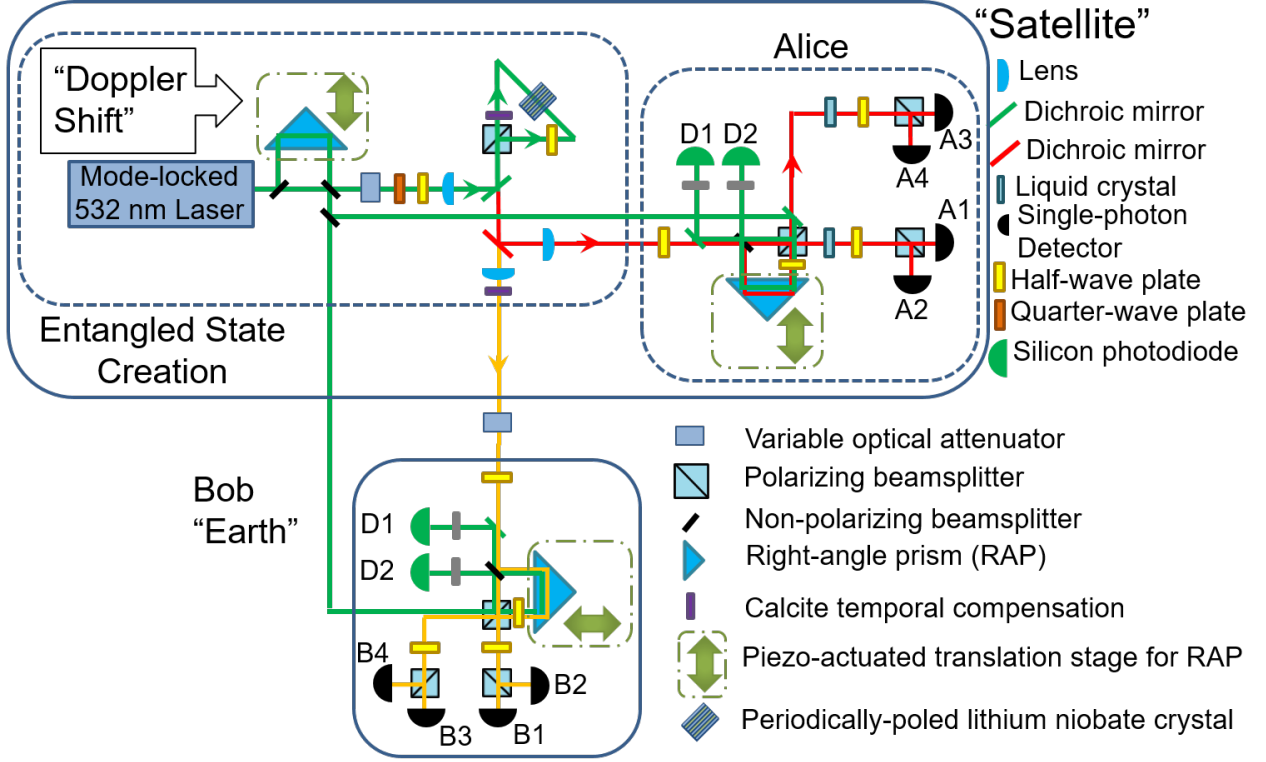 "Satellite"
Alice
"Doppler
Shift"
Mode-locked
532 nm Laser
Entangled State
Creation
D1 D2
A3
A4
A1
A2
Lens
Dichroic mirror
Dichroic mirror
Liquid crystal
Single-photon
Detector
Half-wave plate
Quarter-wave plate
Silicon photodiode
Bob
"Earth"
D1
D2
B4
B3
B2
B1
Variable optical attenuator
Polarizing beamsplitter
Non-polarizing beamsplitter
Right-angle prism (RAP)
Calcite temporal compensation
Piezo-actuated translation stage for RAP
Periodically-poled lithium niobate crystal